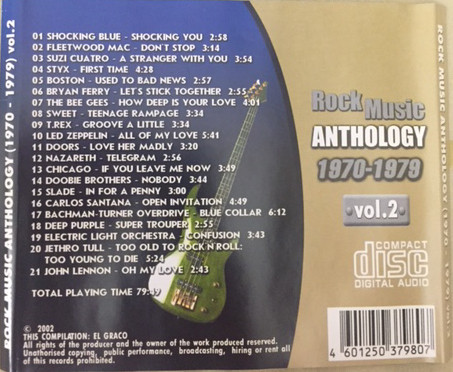 ROCK MUSIC ANTHOLOGY (1970 - 1979) vol.2
01 SHOCKING BLUE - SHOCKING YOU 2:58
02 FLEETWOOD MAC - DON'T STOP 3:14
03 SUZI CUATRO - A STRANGER WITH YOU 3:54
04 STYX - FIRST TIME 4:28
05 BOSTON - USED TO BAD NEWS 2:57
06 BRYAN FERRY - LET'S STICK TOGETHER 2:55
07 THE BEE GEES - HOW DEEP IS YOUR LOVE 4:01
08 SWEET - TEENAGE RAMPAGE 3:34
09 T.REX - GROOVE A LITTLE 3:34
10 LED ZEPPELIN - ALL OF MY LOVE 5:41
11 DOORS - LOVE HER MADLY 3:20
12 NAZARETH - TELEGRAM 2:56
13 CHICAGO - IF YOU LEAVE ME NOW 3:49
14 DOOBIE BROTHERS - NOBODY 3:44
15 SLADE - IN FOR A PENNY 3:00
16 CARLOS SANTANA - OPEN INVITATION 4:49
17 BACHMAN-TURNER OVERDRIVE - BLUE COLLAR 6:12
18 DEEP PURPLE - SUPER TROUPER 2:55
19 ELECTRIC LIGHT ORCHESTRA - CONFUSION 3:43
20 JETHRO TULL - TOO OLD TO ROCK'N'ROLL:
TOO YOUNG TO DIE 5:24
21 JOHN LENNON - OH MY LOVE 2:43
TOTAL PLAYING TIME 79:49
© 2002
THIS COMPILATION: EL GRACO
All rights of the producer and the owner of the work produced reserved.
Unathorised copying, public performance, broadcasting, hiring or rent all
of this records prohibited.
Rock Music
ANTHOLOGY
1970-1979
vol.2
COMPACT
disc
DIGITAL AUDIO
4 601250 379807
ROCK MUSIC ANTHOLOGY (1970 - 1979) vol.2